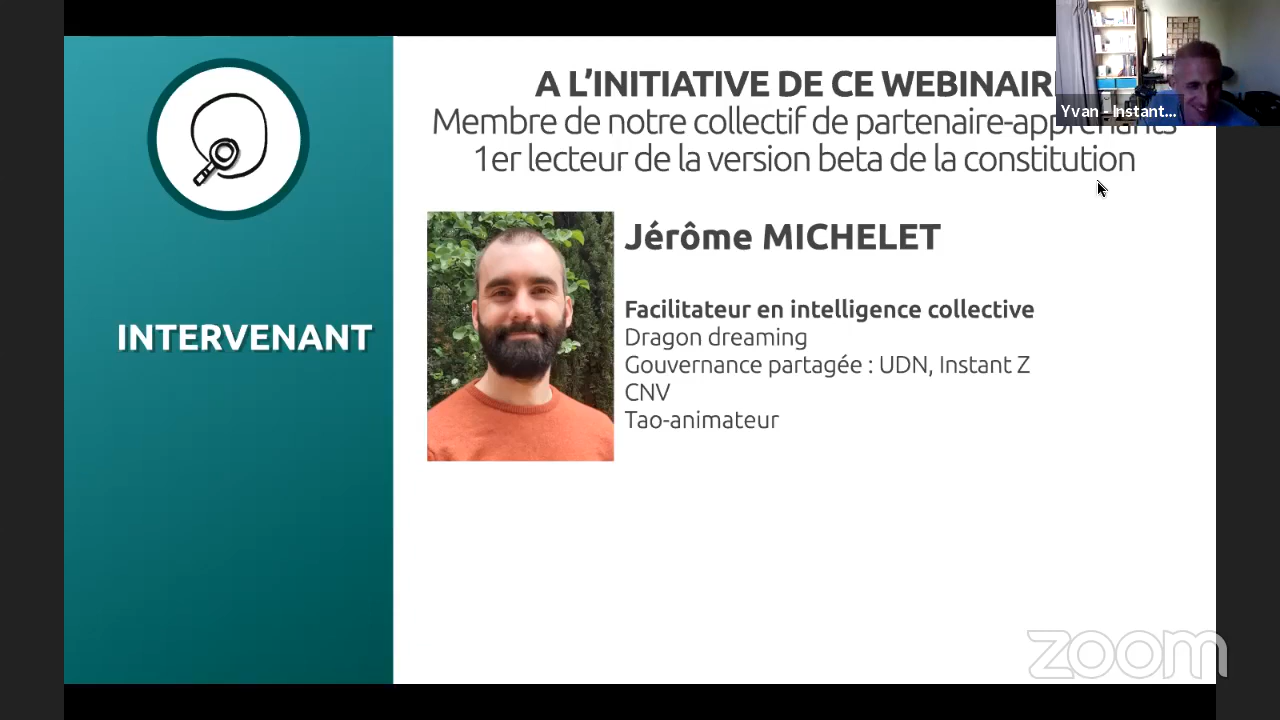 A L'INITIATIVE DE CE WEBINAIR
Yvan - Instant...
Membre de notre collectif de partenaire-apprenants
1er lecteur de la version beta de la constitution
INTERVENANT
Jérôme MICHELET
Facilitateur en intelligence collective
Dragon dreaming
Gouvernance partagée : UDN, Instant Z
CNV
Tao-animateur
zoom